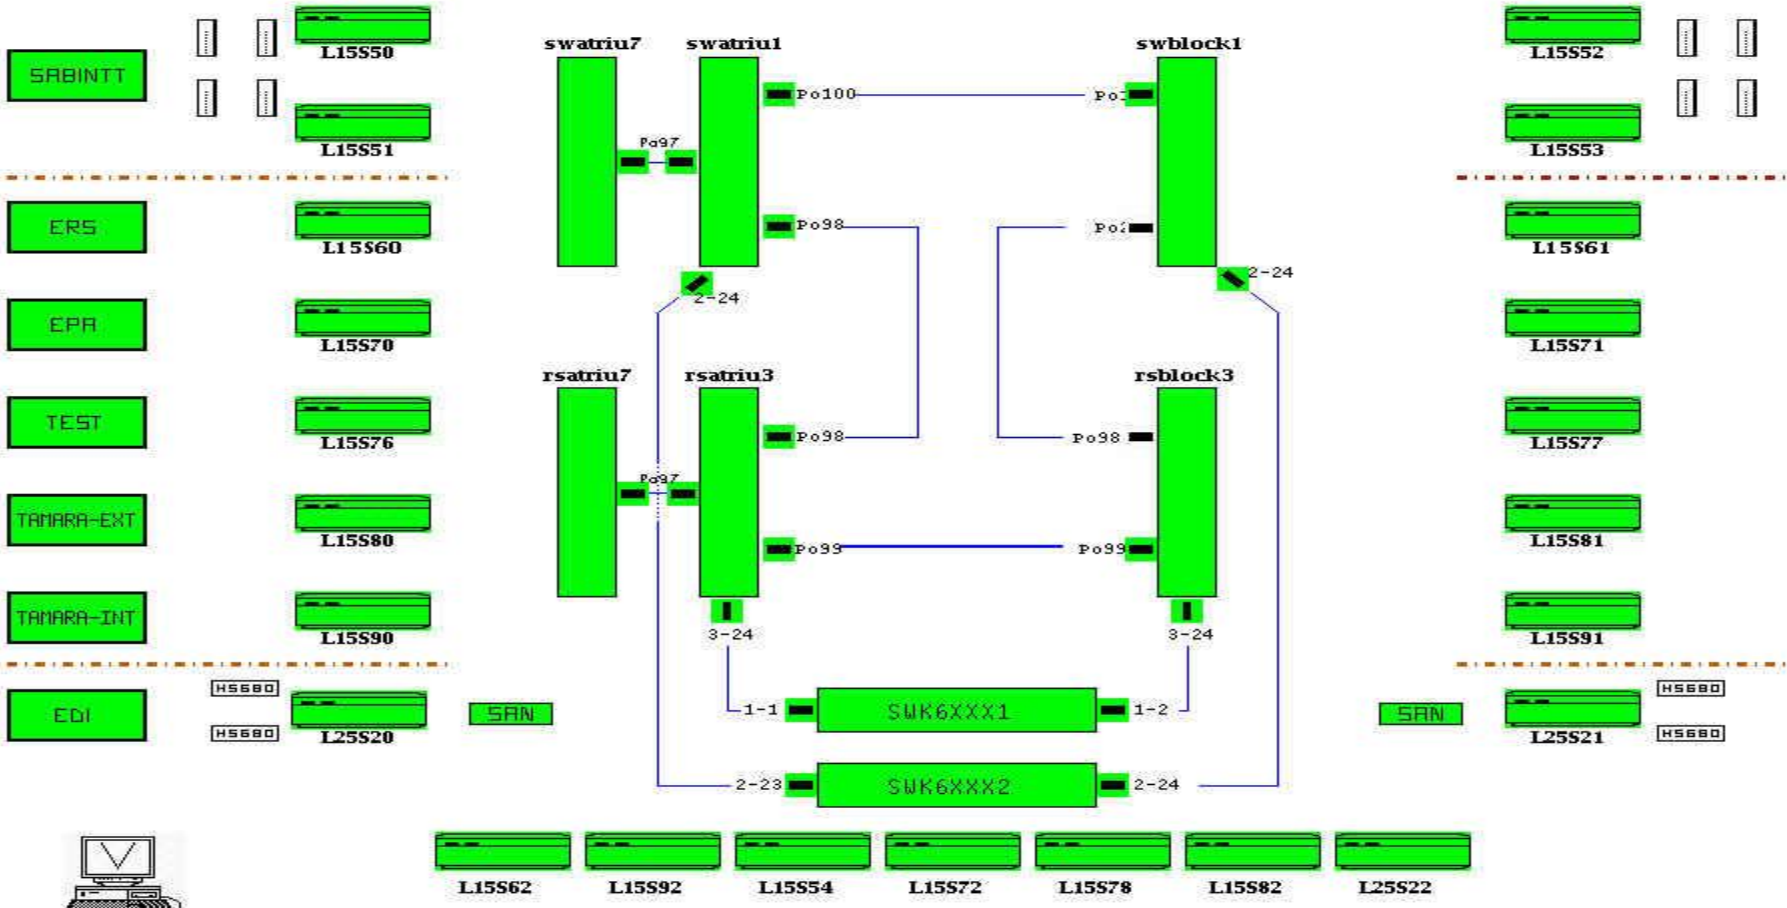 SABINTT
L15S50
L15S51
swatriu7
swatriu1
swblock1
L15S52
L15S53
Po100
Po97
Po98
2-24
2-24
ERS
L15S60
L15S61
EPA
L15S70
L15S71
rsatriu7
rsatriu3
rsblock3
TEST
L15S76
L15S77
Po98
Po98
Po97
TAMARA-EXT
L15S80
L15S81
Po99
Po99
TAMARA-INT
L15S90
L15S91
3-24
3-24
EDI
HS680
HS680
L25S20
SAN
1-1
SWK6XXX1
1-2
SAN
L25S21
HS680
HS680
2-23
SWK6XXX2
2-24
L15S62
L15S92
L15S54
L15S72
L15S78
L15S82
L25S22